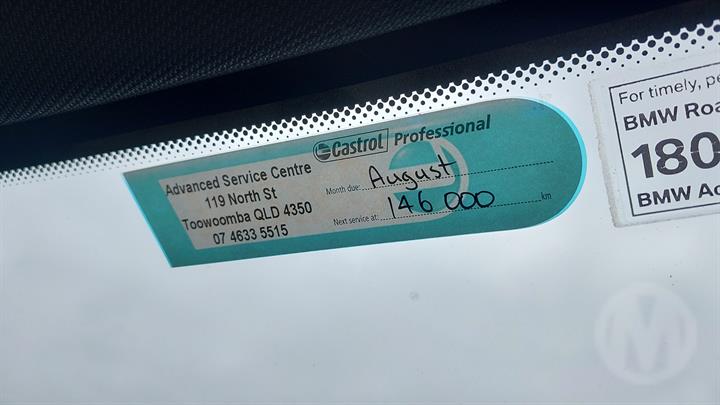 Castrol Professional
Advanced Service Centre
119 North St
Toowoomba QLD 4350
07 4633 5515
Month due: August
Next service at: 146 000 km
For timely, pe
BMW Roa
180
BMW Ac
M